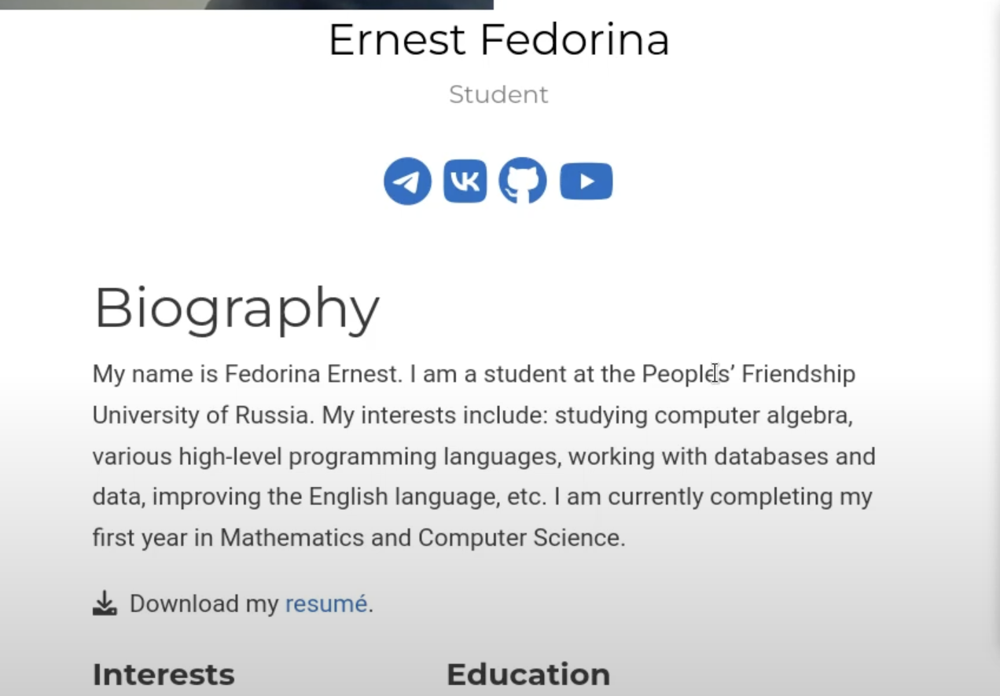 Ernest Fedorina
Student
VK
Biography
My name is Fedorina Ernest. I am a student at the Peoples’ Friendship
University of Russia. My interests include: studying computer algebra,
various high-level programming languages, working with databases and
data, improving the English language, etc. I am currently completing my
first year in Mathematics and Computer Science.
Download my resumé.
Interests Education